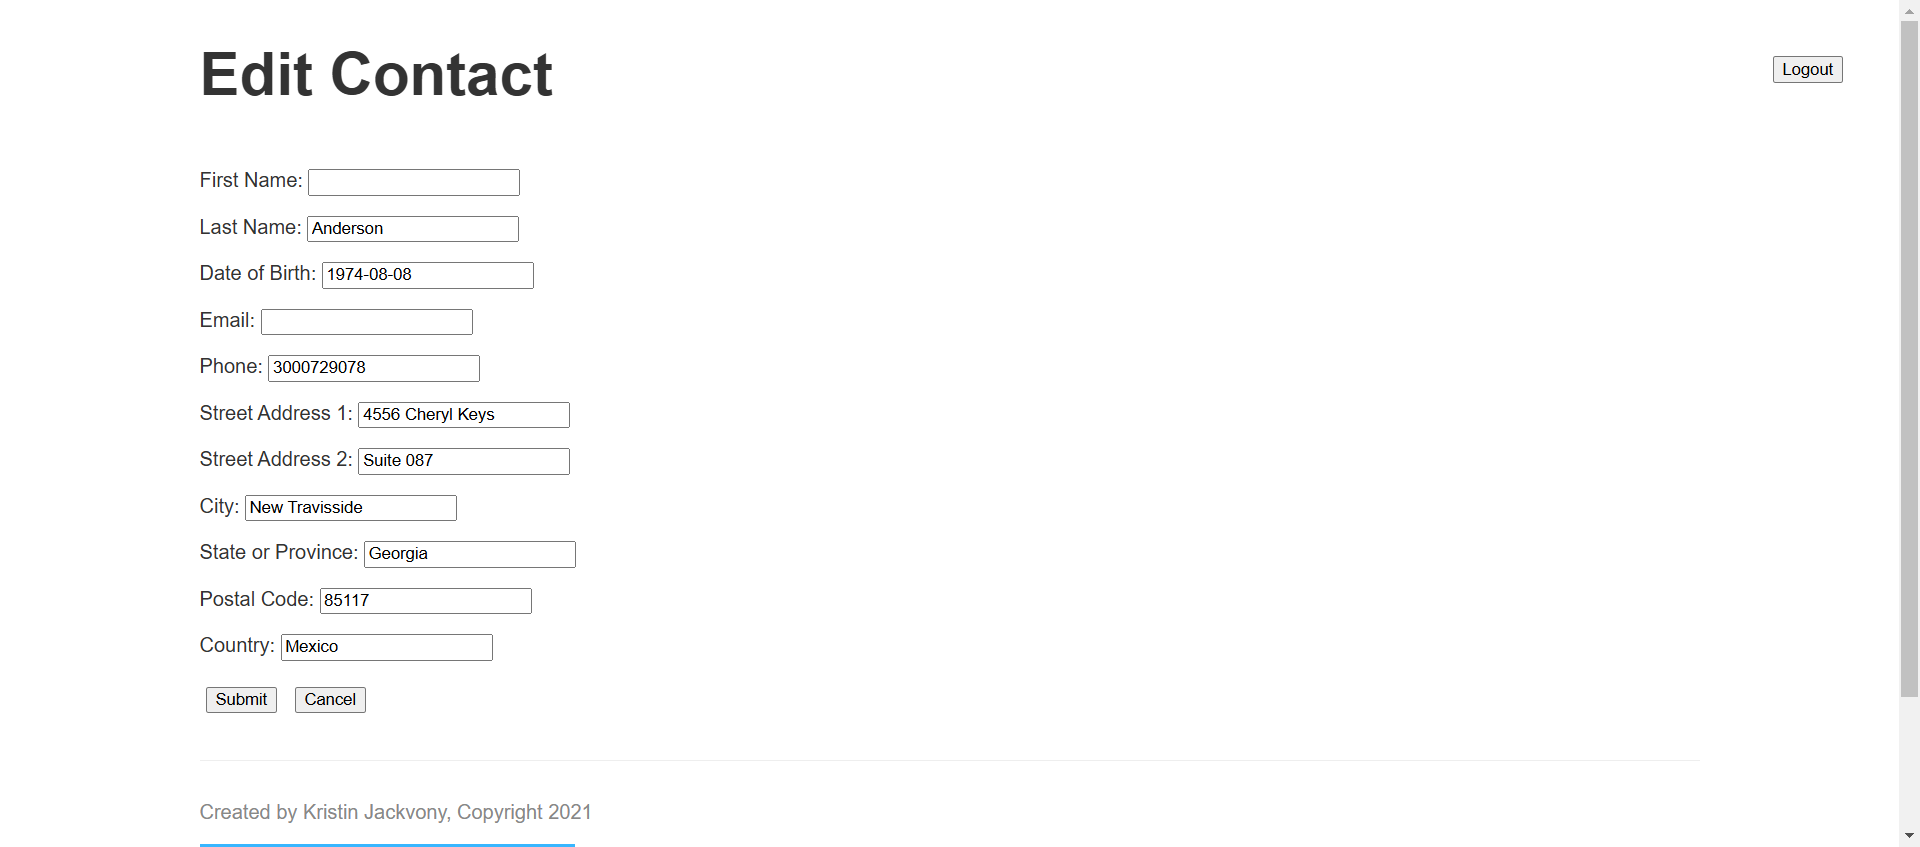 Edit Contact
Logout
First Name:
Last Name: Anderson
Date of Birth: 1974-08-08
Email:
Phone: 3000729078
Street Address 1: 4556 Cheryl Keys
Street Address 2: Suite 087
City: New Travisside
State or Province: Georgia
Postal Code: 85117
Country: Mexico
Submit Cancel
Created by Kristin Jackvony, Copyright 2021